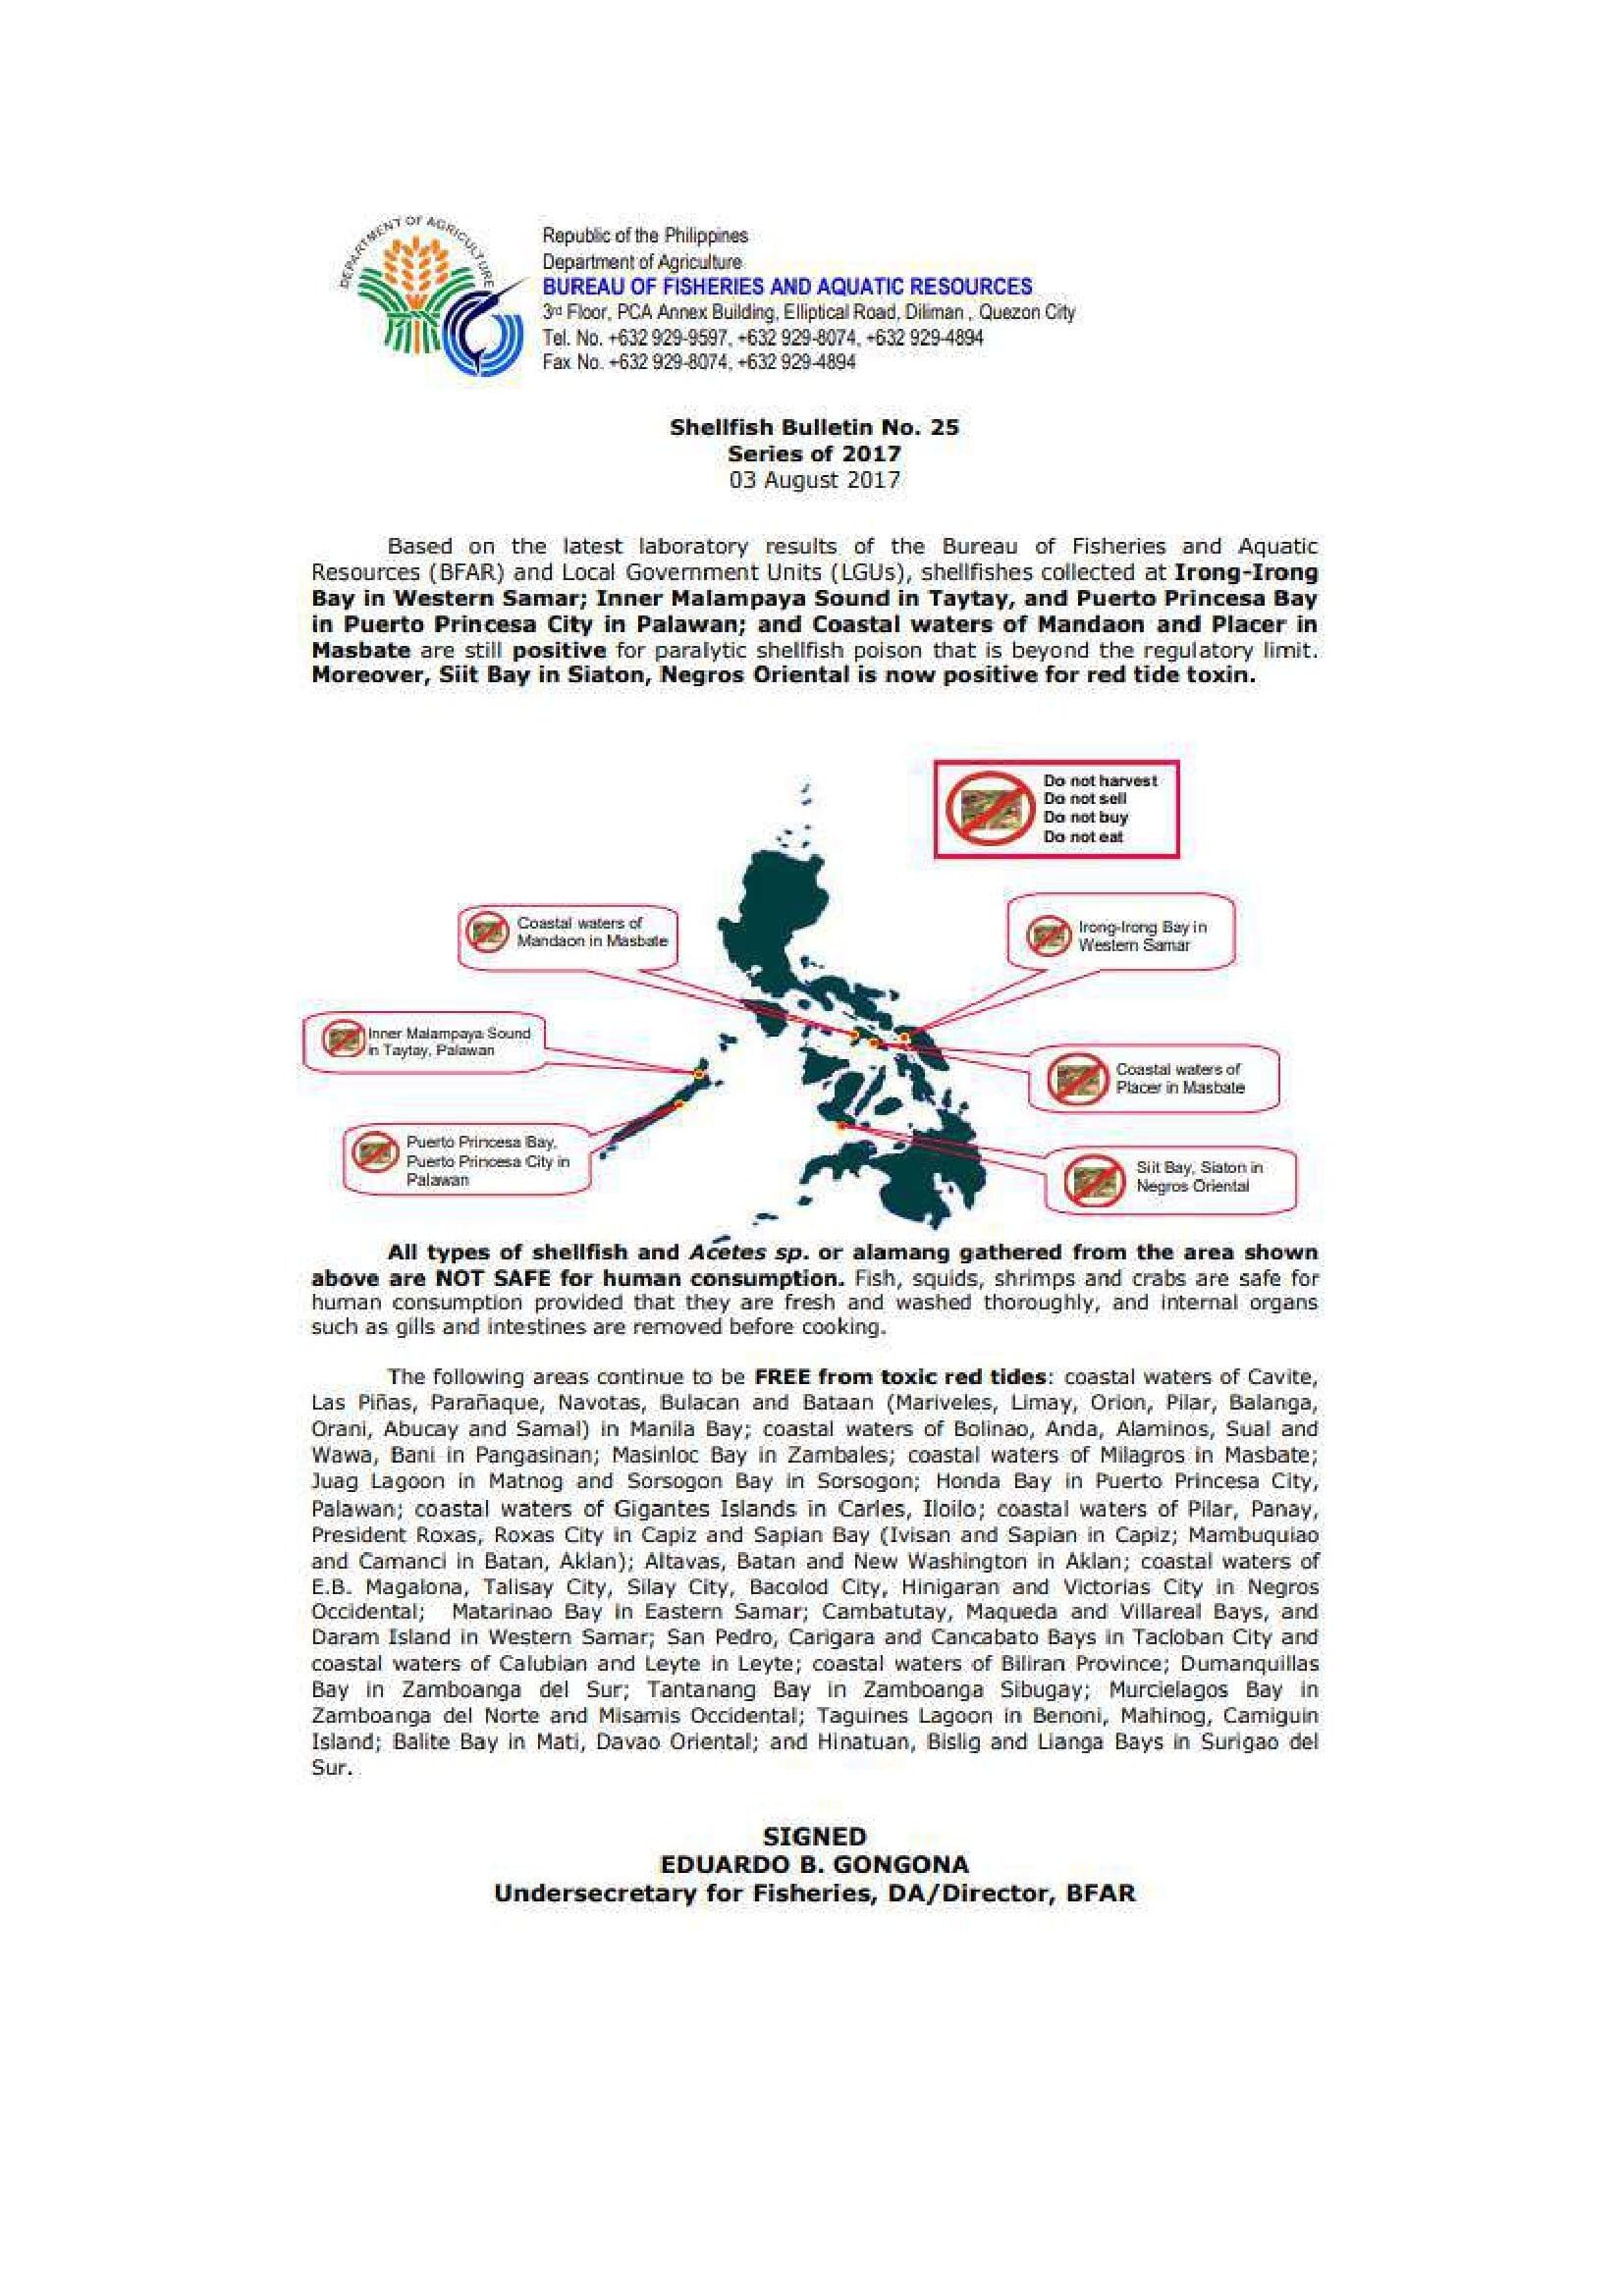 DEPARTMENT OF AGRICULTURE
Republic of the Philippines
Department of Agriculture
BUREAU OF FISHERIES AND AQUATIC RESOURCES
3rd Floor, PCA Annex Building, Elliptical Road, Diliman , Quezon City
Tel. No. +632 929-9597, +632 929-8074, +632 929-4894
Fax No. +632 929-8074, +632 929-4894
Shellfish Bulletin No. 25
Series of 2017
03 August 2017
Based on the latest laboratory results of the Bureau of Fisheries and Aquatic
Resources (BFAR) and Local Government Units (LGUs), shellfishes collected at Irong-Irong
Bay in Western Samar; Inner Malampaya Sound in Taytay, and Puerto Princesa Bay
in Puerto Princesa City in Palawan; and Coastal waters of Mandaon and Placer in
Masbate are still positive for paralytic shellfish poison that is beyond the regulatory limit.
Moreover, Siit Bay in Siaton, Negros Oriental is now positive for red tide toxin.
Do not harvest
Do not sell
Do not buy
Do not eat
Coastal waters of
Mandaon in Masbate
Irong-Irong Bay in
Western Samar
Inner Malampaya Sound
in Taytay, Palawan
Coastal waters of
Placer in Masbate
Puerto Princesa Bay,
Puerto Princesa City in
Palawan
Siit Bay, Siaton in
Negros Oriental
All types of shellfish and Acetes sp. or alamang gathered from the area shown
above are NOT SAFE for human consumption. Fish, squids, shrimps and crabs are safe for
human consumption provided that they are fresh and washed thoroughly, and internal organs
such as gills and intestines are removed before cooking.
The following areas continue to be FREE from toxic red tides: coastal waters of Cavite,
Las Piñas, Parañaque, Navotas, Bulacan and Bataan (Mariveles, Limay, Orion, Pilar, Balanga,
Orani, Abucay and Samal) in Manila Bay; coastal waters of Bolinao, Anda, Alaminos, Sual and
Wawa, Bani in Pangasinan; Masinloc Bay in Zambales; coastal waters of Milagros in Masbate;
Juag Lagoon in Matnog and Sorsogon Bay in Sorsogon; Honda Bay in Puerto Princesa City,
Palawan; coastal waters of Gigantes Islands in Carles, Iloilo; coastal waters of Pilar, Panay,
President Roxas, Roxas City in Capiz and Sapian Bay (Ivisan and Sapian in Capiz; Mambuquiao
and Camanci in Batan, Aklan); Altavas, Batan and New Washington in Aklan; coastal waters of
E.B. Magalona, Talisay City, Silay City, Bacolod City, Hinigaran and Victorias City in Negros
Occidental; Matarinao Bay in Eastern Samar; Cambatutay, Maqueda and Villareal Bays, and
Daram Island in Western Samar; San Pedro, Carigara and Cancabato Bays in Tacloban City and
coastal waters of Calubian and Leyte in Leyte; coastal waters of Biliran Province; Dumanquillas
Bay in Zamboanga del Sur; Tantanang Bay in Zamboanga Sibugay; Murcielagos Bay in
Zamboanga del Norte and Misamis Occidental; Taguines Lagoon in Benoni, Mahinog, Camiguin
Island; Balite Bay in Mati, Davao Oriental; and Hinatuan, Bislig and Lianga Bays in Surigao del
Sur.
SIGNED
EDUARDO B. GONGONA
Undersecretary for Fisheries, DA/Director, BFAR